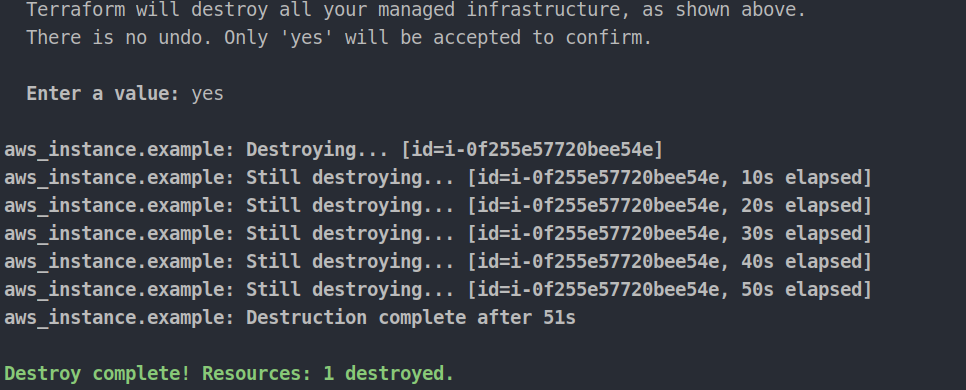 Terraform will destroy all your managed infrastructure, as shown above.
There is no undo. Only 'yes' will be accepted to confirm.
Enter a value: yes
aws_instance.example: Destroying... [id=i-0f255e57720bee54e]
aws_instance.example: Still destroying... [id=i-0f255e57720bee54e, 10s elapsed]
aws_instance.example: Still destroying... [id=i-0f255e57720bee54e, 20s elapsed]
aws_instance.example: Still destroying... [id=i-0f255e57720bee54e, 30s elapsed]
aws_instance.example: Still destroying... [id=i-0f255e57720bee54e, 40s elapsed]
aws_instance.example: Still destroying... [id=i-0f255e57720bee54e, 50s elapsed]
aws_instance.example: Destruction complete after 51s
Destroy complete! Resources: 1 destroyed.